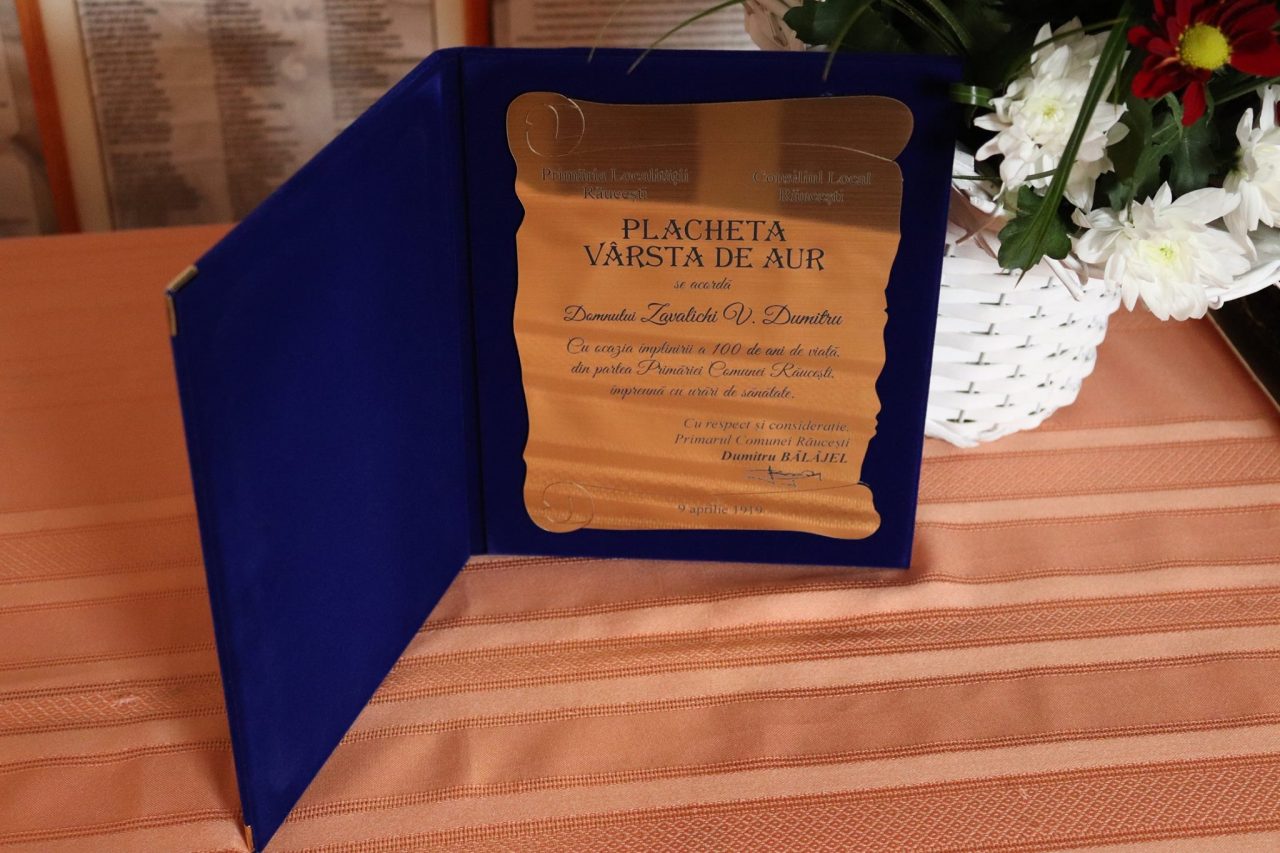 Primăria Localității
Răucești
Consiliul Local
Răucești
PLACHETA
VÂRSTA DE AUR
se acordă
Domnului Zavalichi V. Dumitru
Cu ocazia împlinirii a 100 de ani de viață,
din partea Primăriei Comunei Răucești,
împreună cu urări de sănătate.
Cu respect și considerație,
Primarul Comunei Răucești
Dumitru BĂLĂJEL
9 aprilie 1919